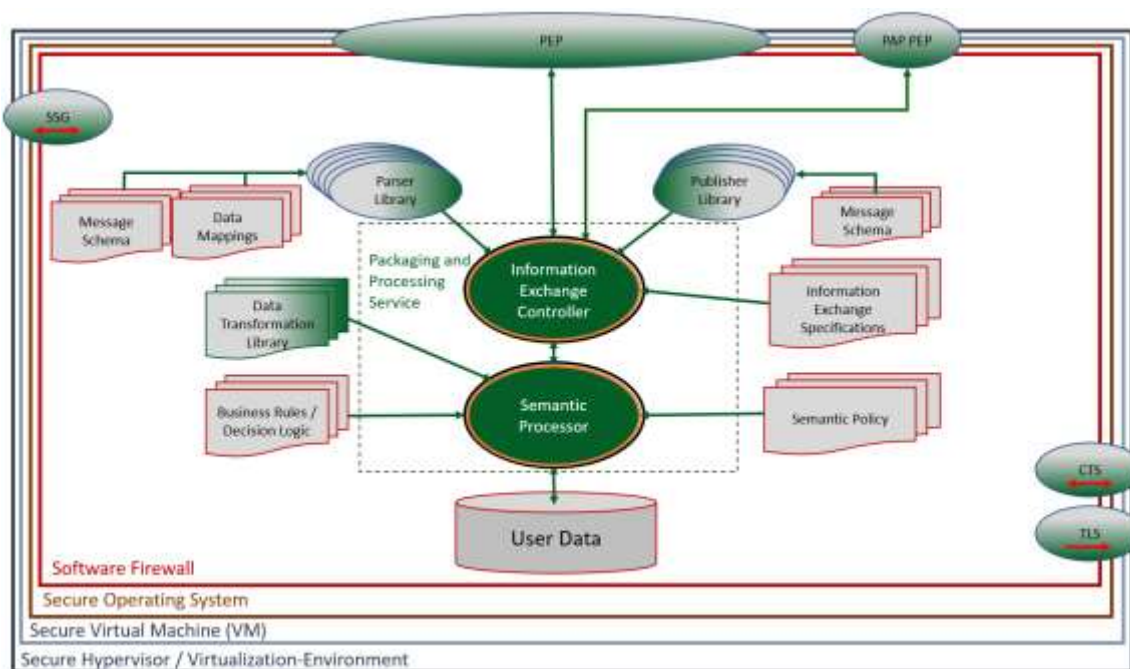 PEP
PAP PEP
SSG
Parser
Library
Publisher
Library
Message
Schema
Data
Mappings
Message
Schema
Packaging and
Processing
Service
Information
Exchange
Controller
Data
Transformation
Library
Information
Exchange
Specifications
Business Rules /
Decision Logic
Semantic
Processor
Semantic Policy
CTS
User Data
TLS
Software Firewall
Secure Operating System
Secure Virtual Machine (VM)
Secure Hypervisor / Virtualization-Environment